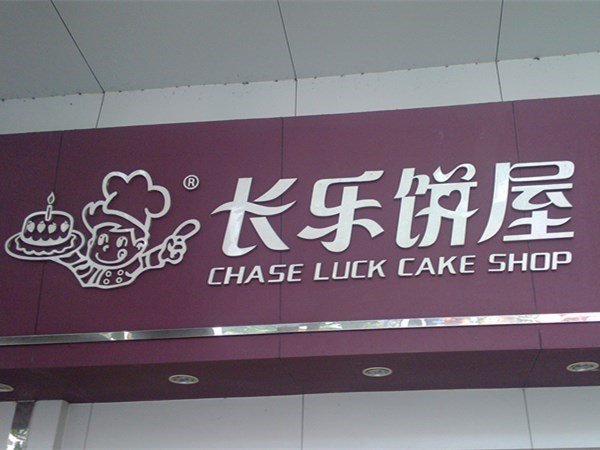 ®长乐饼屋
CHASE LUCK CAKE SHOP